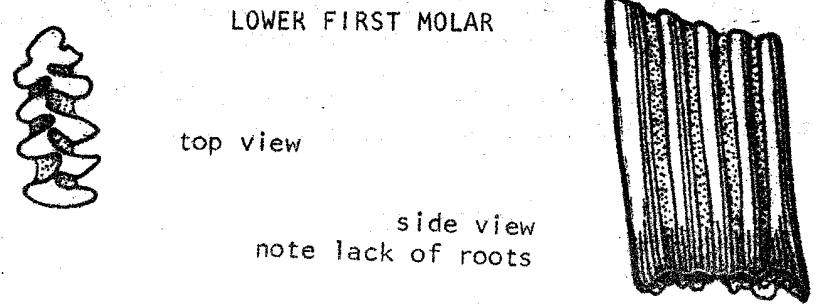 LOWER FIRST MOLAR
top view
side view
note lack of roots